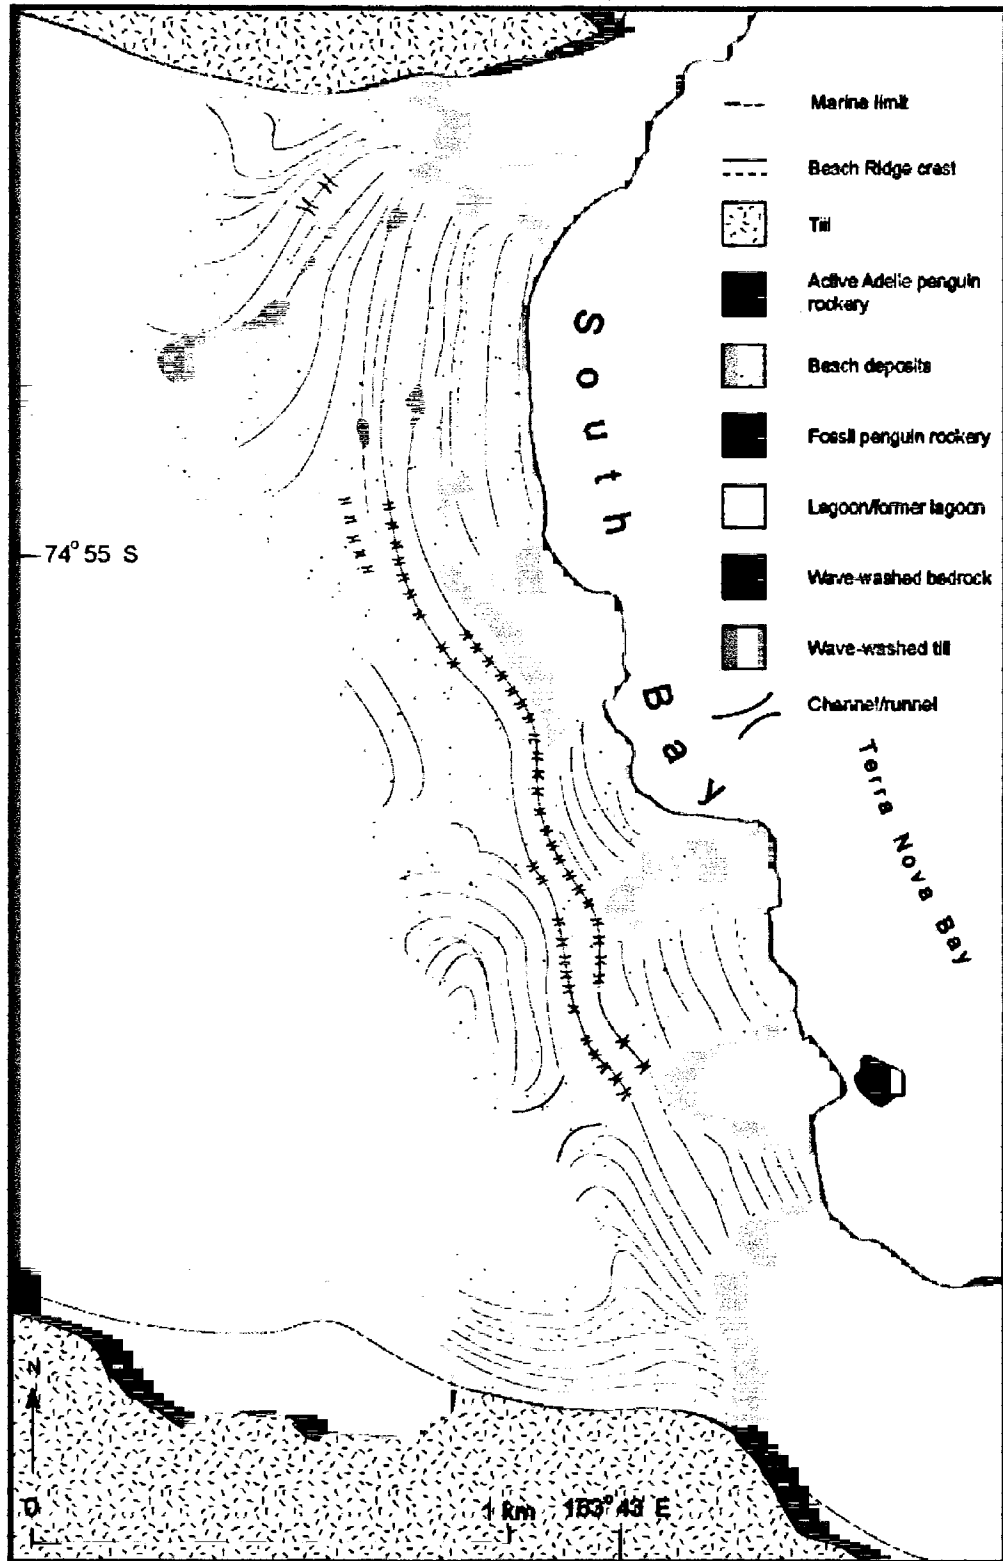 Marine limit
Beach Ridge crest
Till
Active Adelie penguin
rookery
Beach deposits
Fossil penguin rookery
Lagoon/former lagoon
Wave-washed bedrock
Wave-washed till
Channel/runnel
South Bay
Terra Nova Bay
74° 55 S
N
0
1 km
163° 43 E